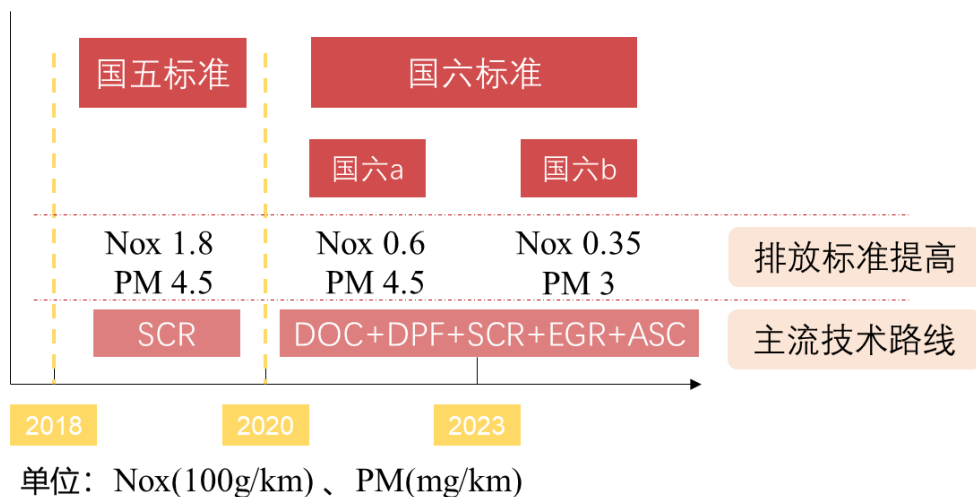 国五标准
国六标准
国六a
国六b
Nox 1.8
PM 4.5
Nox 0.6
PM 4.5
Nox 0.35
PM 3
排放标准提高
SCR
DOC+DPF+SCR+EGR+ASC
主流技术路线
2018
2020
2023
单位：Nox(100g/km) 、PM(mg/km)